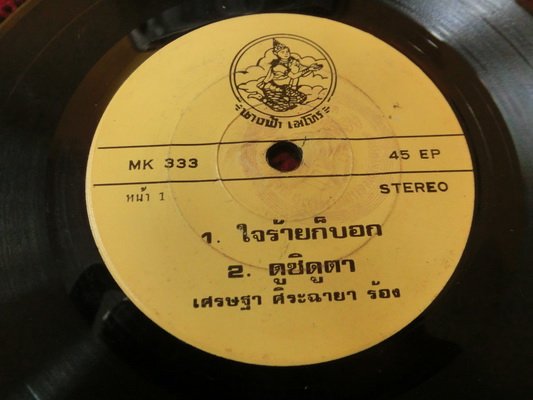 นางฟ้า เมโทร
MK 333 45 EP
หน้า 1 STEREO
1. ใจร้ายก็บอก
2. ดูซิดูตา
เศรษฐา ศิระฉายา ร้อง